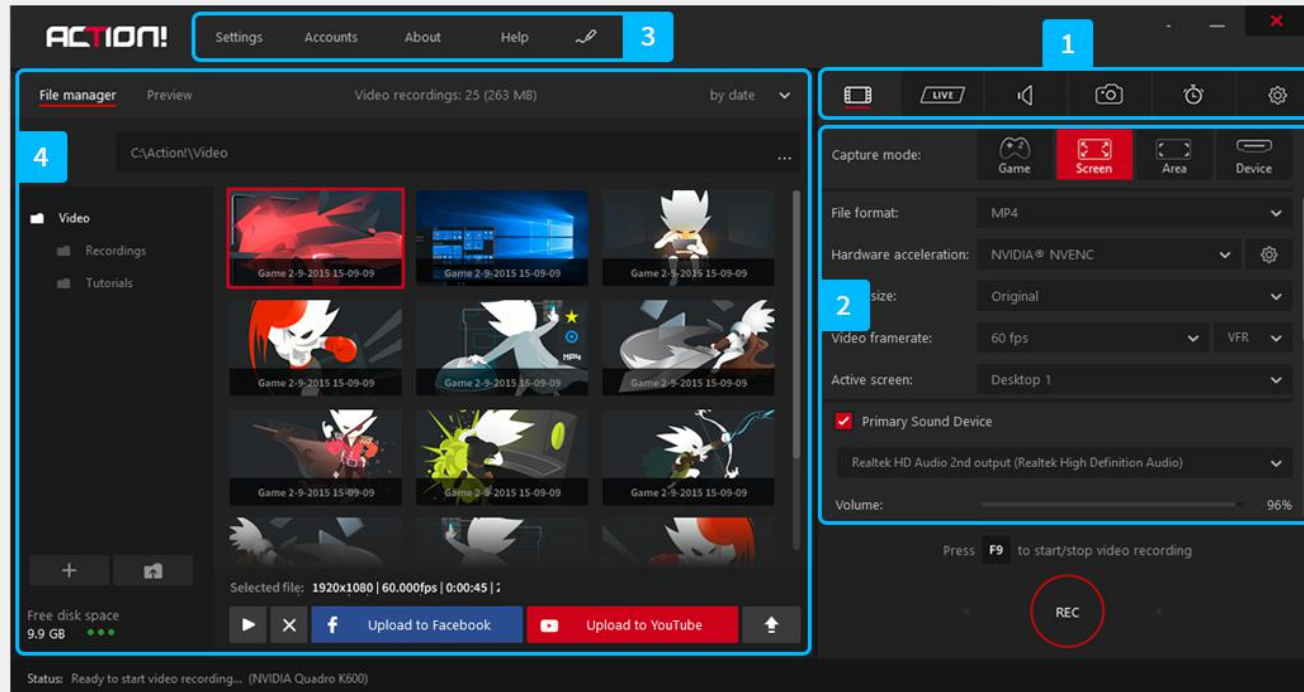 ACTION!
Settings Accounts About Help 3
1
File manager Preview Video recordings: 25 (263 MB) by date
LIVE
4
C:\Action!\Video ...
Capture mode: Game Screen Area Device
Video
Recordings
Tutorials
Game 2-9-2015 15-09-09 Game 2-9-2015 15-09-09 Game 2-9-2015 15-09-09
MP4
Game 2-9-2015 15-09-09 Game 2-9-2015 15-09-09 Game 2-9-2015 15-09-09
Game 2-9-2015 15-09-09 Game 2-9-2015 15-09-09 Game 2-9-2015 15-09-09
Selected file: 1920x1080 | 60.000fps | 0:00:45 |
Free disk space
9.9 GB
Upload to Facebook Upload to YouTube
File format: MP4
Hardware acceleration: NVIDIA® NVENC
2
size: Original
Video framerate: 60 fps VFR
Active screen: Desktop 1
Primary Sound Device
Realtek HD Audio 2nd output (Realtek High Definition Audio)
Volume: 96%
Press F9 to start/stop video recording
REC
Status: Ready to start video recording... (NVIDIA Quadro K600)